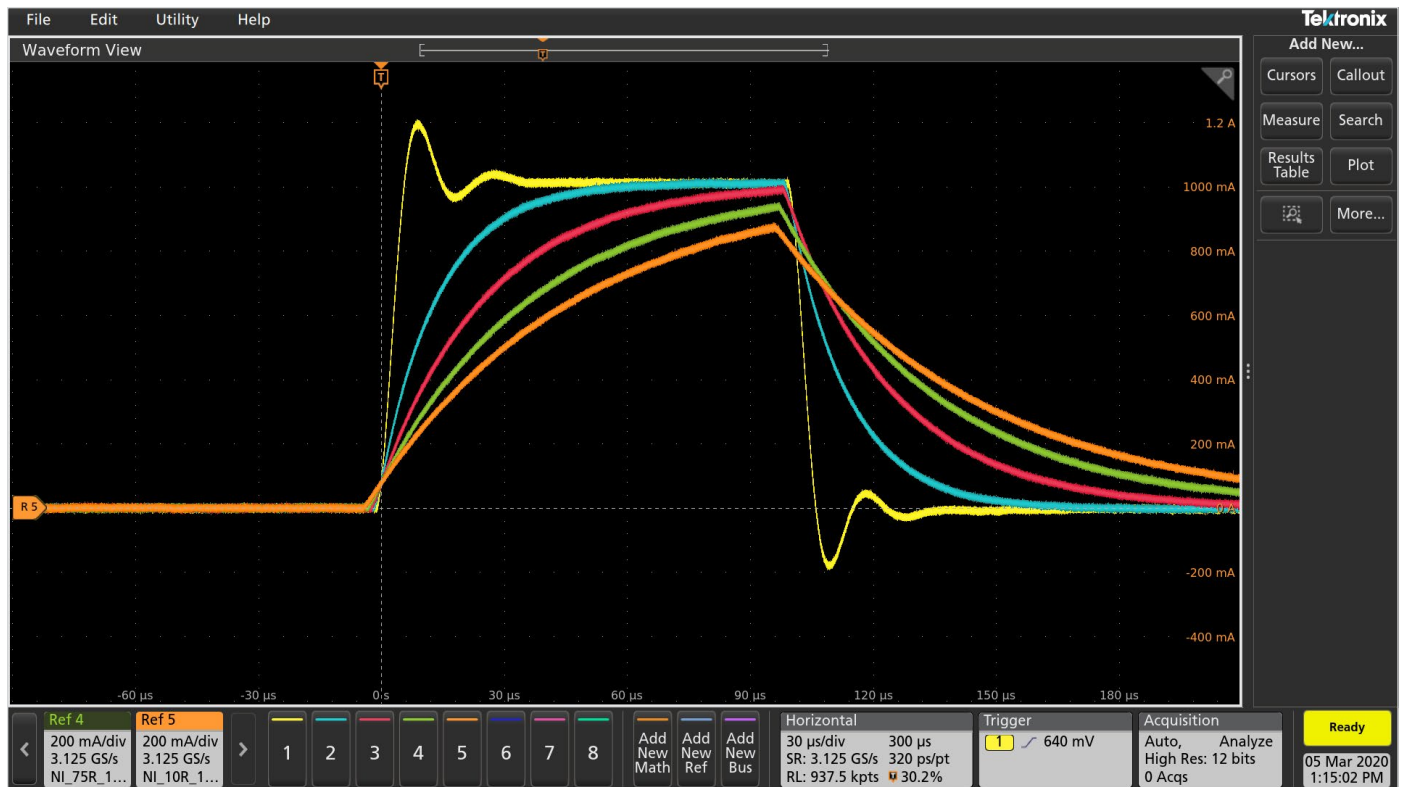 File Edit Utility Help
Tektronix
Waveform View
Add New...
Cursors Callout
Measure Search
Results Table Plot
More...
T
T
1.2 A
1000 mA
800 mA
600 mA
400 mA
200 mA
0 A
-200 mA
-400 mA
R 5
-60 µs -30 µs 0 s 30 µs 60 µs 90 µs 120 µs 150 µs 180 µs
Ref 4
200 mA/div
3.125 GS/s
NI_75R_1...
Ref 5
200 mA/div
3.125 GS/s
NI_10R_1...
1 2 3 4 5 6 7 8
Add New Math
Add New Ref
Add New Bus
Horizontal
30 µs/div 300 µs
SR: 3.125 GS/s 320 ps/pt
RL: 937.5 kpts T 30.2%
Trigger
1 640 mV
Acquisition
Auto, Analyze
High Res: 12 bits
0 Acqs
Ready
05 Mar 2020
1:15:02 PM